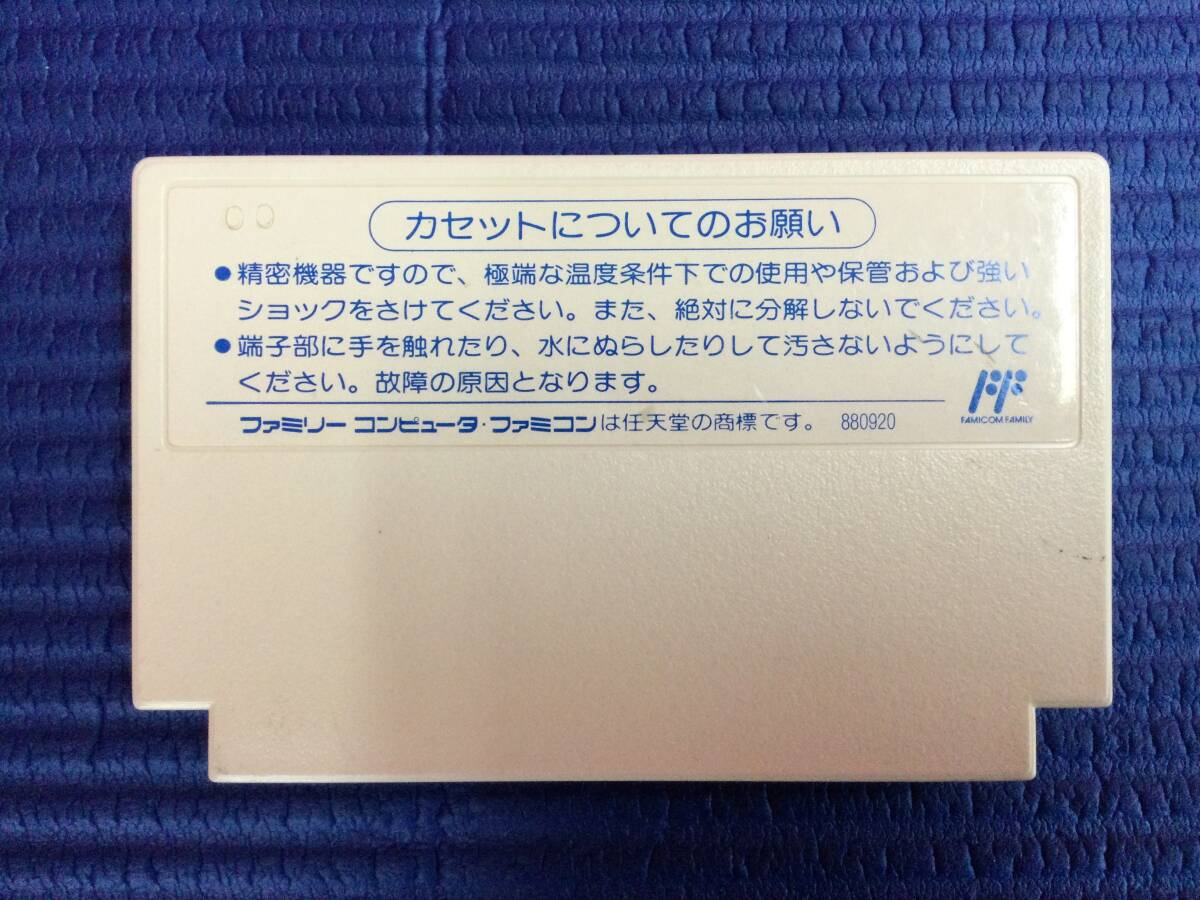 カセットについてのお願い
●精密機器ですので、極端な温度条件下での使用や保管および強い
ショックをさけてください。また、絶対に分解しないでください。
●端子部に手を触れたり、水にぬらしたりして汚さないようにして
ください。故障の原因となります。
FAMICOM FAMILY
ファミリー コンピュータ・ファミコンは任天堂の商標です。 880920